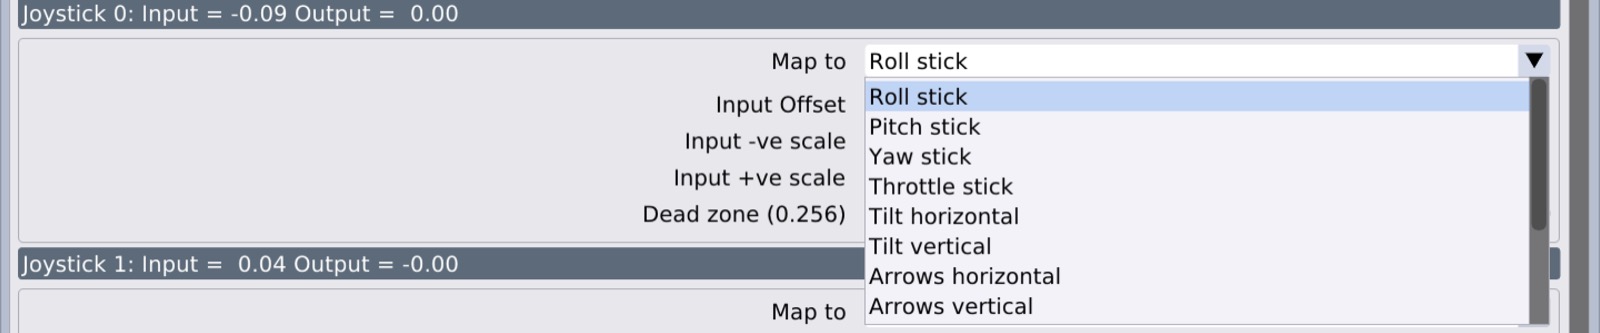 Joystick 0: Input = -0.09 Output =  0.00
Map to Roll stick
Roll stick
Input Offset
Pitch stick
Input -ve scale
Yaw stick
Input +ve scale
Throttle stick
Dead zone (0.256)
Tilt horizontal
Tilt vertical
Joystick 1: Input =  0.04 Output = -0.00
Arrows horizontal
Map to
Arrows vertical